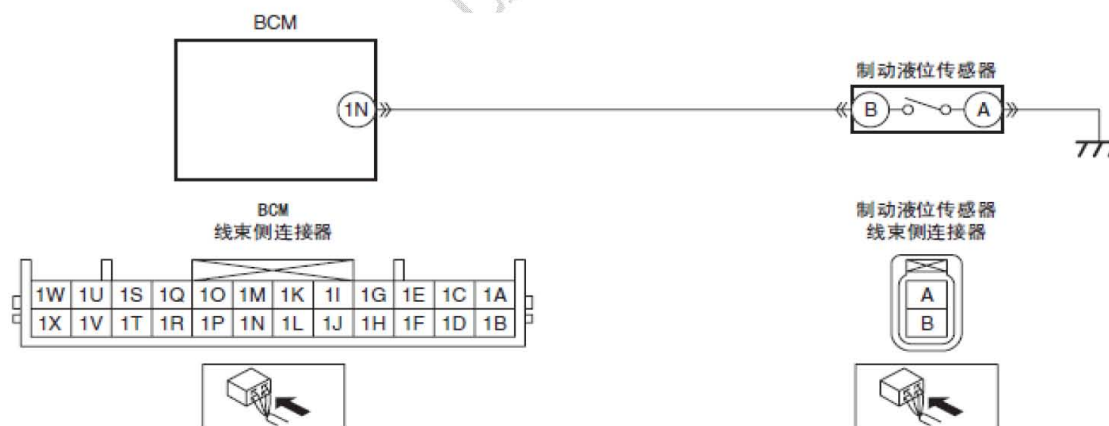 BCM
制动液位传感器
1N B A
BCM
线束侧连接器
制动液位传感器
线束侧连接器
1W 1U 1S 1Q 1O 1M 1K 1I 1G 1E 1C 1A
1X 1V 1T 1R 1P 1N 1L 1J 1H 1F 1D 1B
A
B